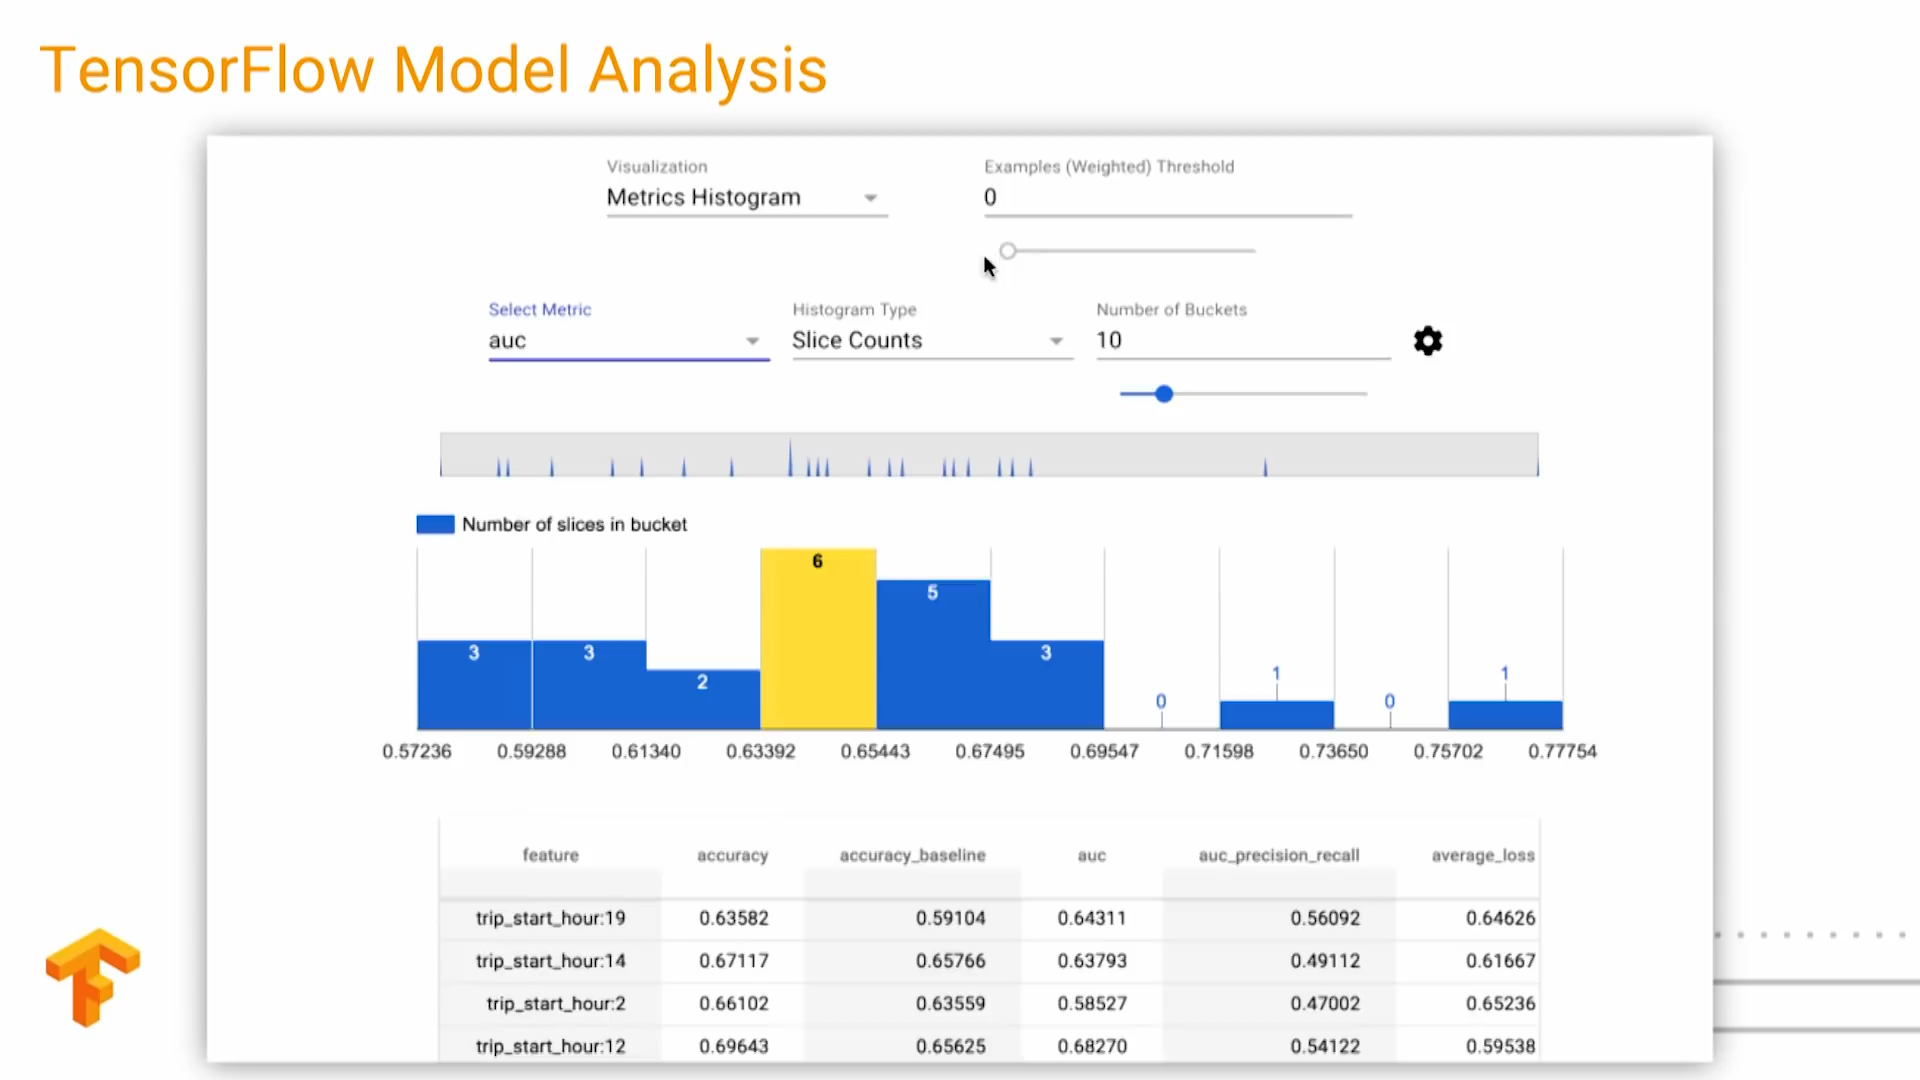 TensorFlow Model Analysis
Visualization
Examples (Weighted) Threshold
Metrics Histogram
0
Select Metric
Histogram Type
Number of Buckets
auc
Slice Counts
10
Number of slices in bucket
3
3
2
6
5
3
0
1
0
1
0.57236 0.59288 0.61340 0.63392 0.65443 0.67495 0.69547 0.71598 0.73650 0.75702 0.77754
feature accuracy accuracy_baseline auc auc_precision_recall average_loss
trip_start_hour:19 0.63582 0.59104 0.64311 0.56092 0.64626
trip_start_hour:14 0.67117 0.65766 0.63793 0.49112 0.61667
trip_start_hour:2 0.66102 0.63559 0.58527 0.47002 0.65236
trip_start_hour:12 0.69643 0.65625 0.68270 0.54122 0.59538